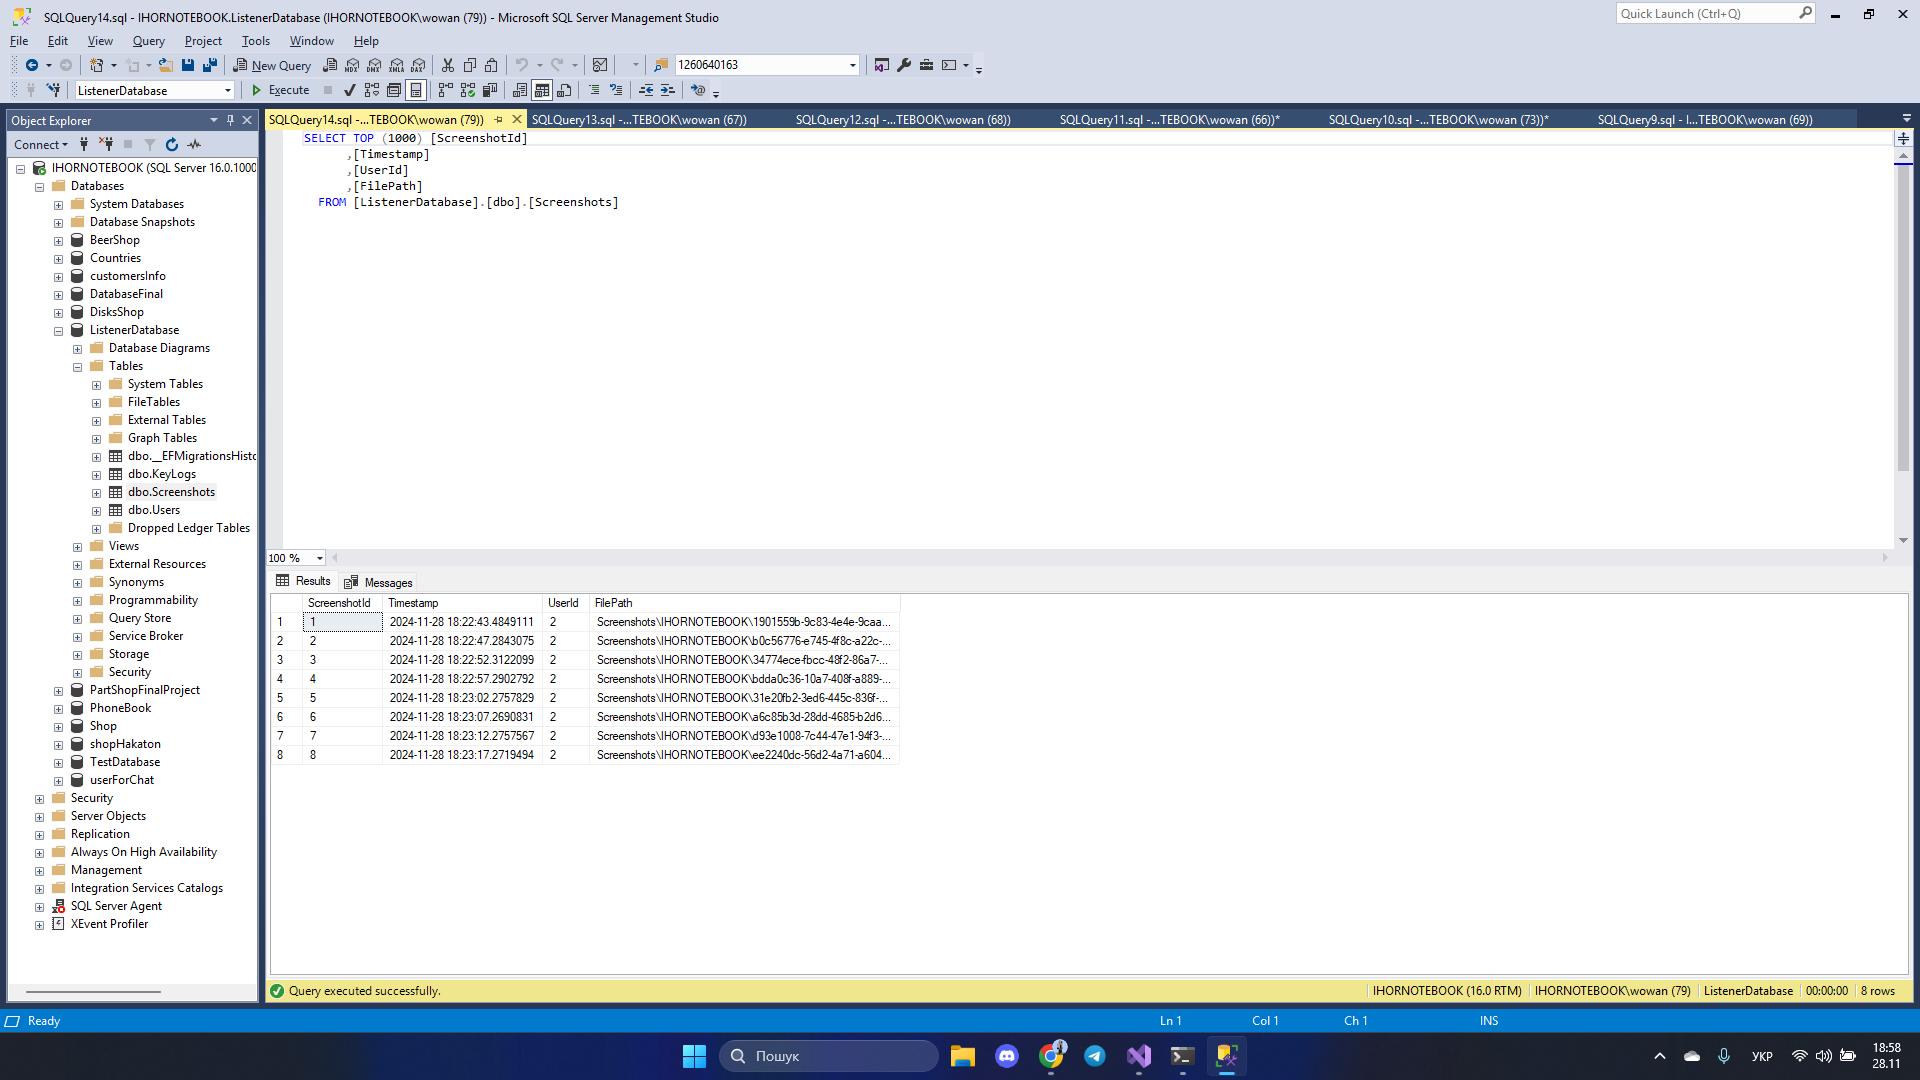 SQLQuery14.sql - IHORNOTEBOOK.ListenerDatabase (IHORNOTEBOOK\wowan (79)) - Microsoft SQL Server Management Studio
Quick Launch (Ctrl+Q)
File Edit View Query Project Tools Window Help
New Query MDX DMX XMLA DAX 1260640163
ListenerDatabase Execute
Object Explorer
SQLQuery14.sql -...TEBOOK\wowan (79)) SQLQuery13.sql -...TEBOOK\wowan (67)) SQLQuery12.sql -...TEBOOK\wowan (68)) SQLQuery11.sql -...TEBOOK\wowan (66))* SQLQuery10.sql -...TEBOOK\wowan (73))* SQLQuery9.sql - I...TEBOOK\wowan (69))
Connect
IHORNOTEBOOK (SQL Server 16.0.1000
Databases
System Databases
Database Snapshots
BeerShop
Countries
customersInfo
DatabaseFinal
DisksShop
ListenerDatabase
Database Diagrams
Tables
System Tables
FileTables
External Tables
Graph Tables
dbo.__EFMigrationsHisto
dbo.KeyLogs
dbo.Screenshots
dbo.Users
Dropped Ledger Tables
Views
External Resources
Synonyms
Programmability
Query Store
Service Broker
Storage
Security
PartShopFinalProject
PhoneBook
Shop
shopHakaton
TestDatabase
userForChat
Security
Server Objects
Replication
Always On High Availability
Management
Integration Services Catalogs
SQL Server Agent
XEvent Profiler
SELECT TOP (1000) [ScreenshotId]
,[Timestamp]
,[UserId]
,[FilePath]
FROM [ListenerDatabase].[dbo].[Screenshots]
100 %
Results Messages
ScreenshotId Timestamp UserId FilePath
1 1 2024-11-28 18:22:43.4849111 2 Screenshots\IHORNOTEBOOK\1901559b-9c83-4e4e-9caa...
2 2 2024-11-28 18:22:47.2843075 2 Screenshots\IHORNOTEBOOK\b0c56776-e745-4f8c-a22c-...
3 3 2024-11-28 18:22:52.3122099 2 Screenshots\IHORNOTEBOOK\34774ece-fbcc-48f2-86a7-...
4 4 2024-11-28 18:22:57.2902792 2 Screenshots\IHORNOTEBOOK\bdda0c36-10a7-408f-a889-...
5 5 2024-11-28 18:23:02.2757829 2 Screenshots\IHORNOTEBOOK\31e20fb2-3ed6-445c-836f-...
6 6 2024-11-28 18:23:07.2690831 2 Screenshots\IHORNOTEBOOK\a6c85b3d-28dd-4685-b2d6...
7 7 2024-11-28 18:23:12.2757567 2 Screenshots\IHORNOTEBOOK\d93e1008-7c44-47e1-94f3-...
8 8 2024-11-28 18:23:17.2719494 2 Screenshots\IHORNOTEBOOK\ee2240dc-56d2-4a71-a604...
Query executed successfully. IHORNOTEBOOK (16.0 RTM) IHORNOTEBOOK\wowan (79) ListenerDatabase 00:00:00 8 rows
Ready Ln 1 Col 1 Ch 1 INS
Пошук УКР 18:58
28.11